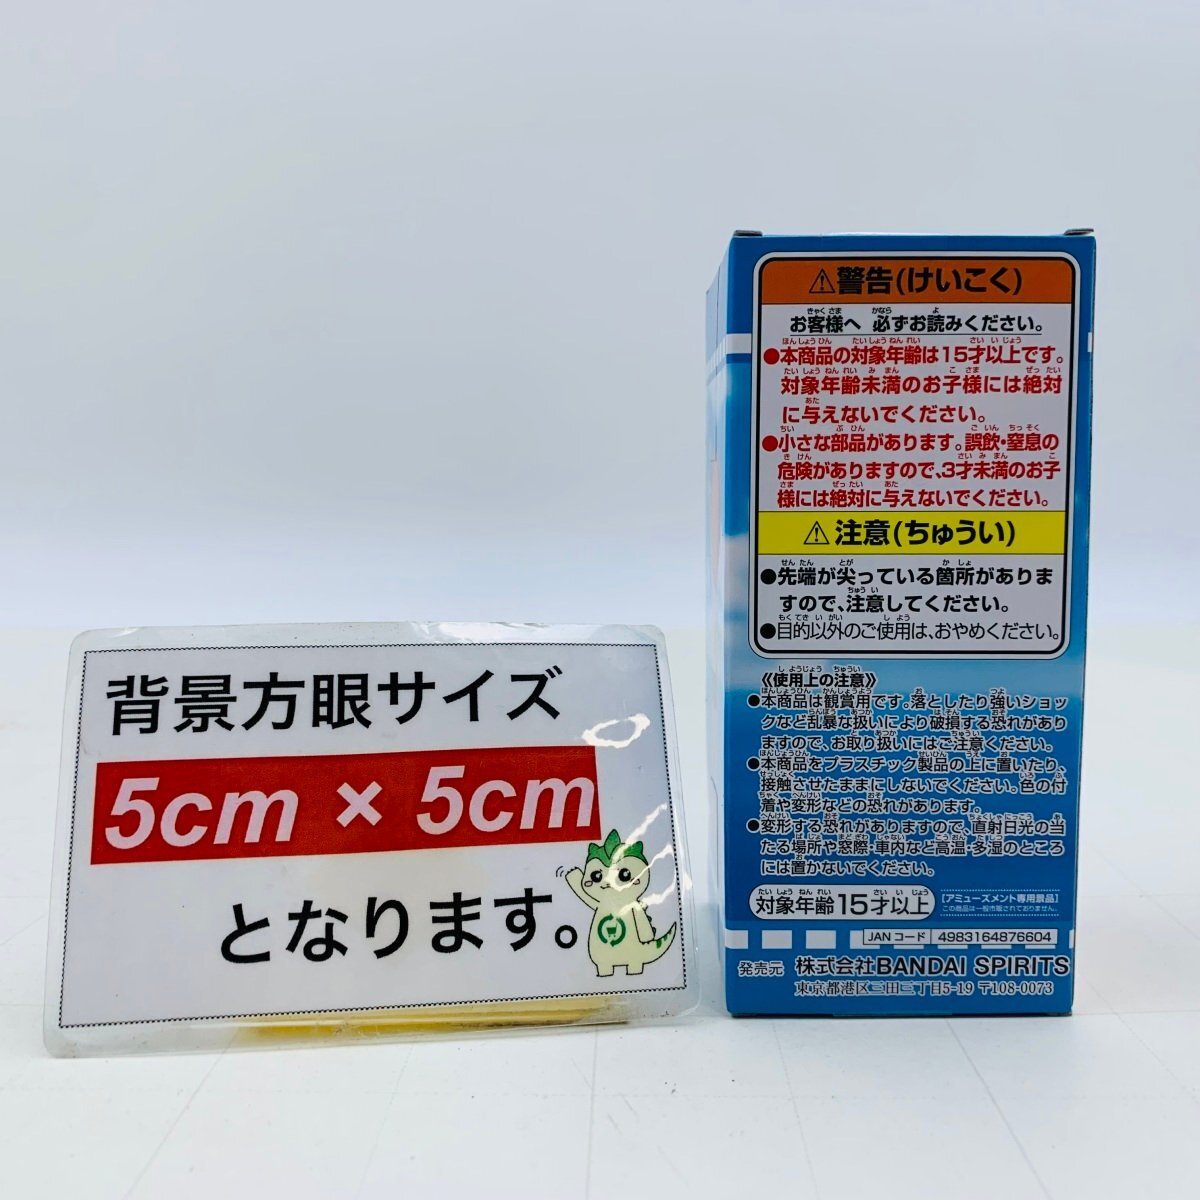 背景方眼サイズ
5cm × 5cm
となります。
⚠警告(けいこく)
お客様へ 必ずお読みください。
●本商品の対象年齢は15才以上です。
対象年齢未満のお子様には絶対
に与えないでください。
●小さな部品があります。誤飲・窒息の
危険がありますので、3才未満のお子
様には絶対に与えないでください。
⚠注意(ちゅうい)
●先端が尖っている箇所がありま
すので、注意してください。
●目的以外のご使用は、おやめください。
《使用上の注意》
●本商品は観賞用です。落としたり強いショッ
クなど乱暴な扱いにより破損する恐れがあり
ますので、お取り扱いにはご注意ください。
●本商品をプラスチック製品の上に置いたり、
接触させたままにしないでください。色の付
着や変形などの恐れがあります。
●変形する恐れがありますので、直射日光の当
たる場所や窓際・車内など高温・多湿のところ
には置かないでください。
対象年齢15才以上
[アミューズメント専用景品]
この商品は一般市販されておりません。
JANコード 4983164876604
発売元 株式会社BANDAI SPIRITS
東京都港区三田三丁目5-19 〒108-0073